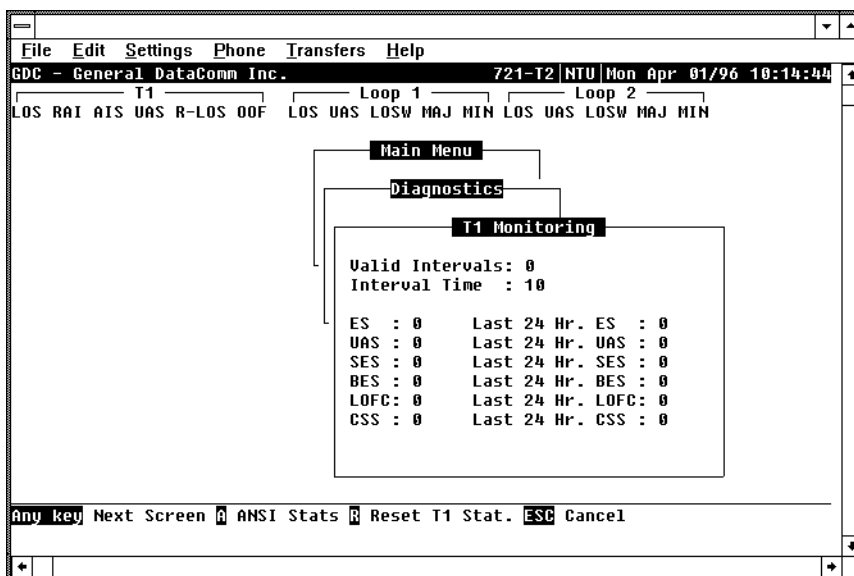 File Edit Settings Phone Transfers Help
GDC - General DataComm Inc. 721-T2 NTU Mon Apr 01/96 10:14:44
T1 Loop 1 Loop 2
LOS RAI AIS UAS R-LOS OOF LOS UAS LOSW MAJ MIN LOS UAS LOSW MAJ MIN
Main Menu
Diagnostics
T1 Monitoring
Valid Intervals: 0
Interval Time : 10
ES : 0 Last 24 Hr. ES : 0
UAS : 0 Last 24 Hr. UAS : 0
SES : 0 Last 24 Hr. SES : 0
BES : 0 Last 24 Hr. BES : 0
LOFC: 0 Last 24 Hr. LOFC: 0
CSS : 0 Last 24 Hr. CSS : 0
Any key Next Screen A ANSI Stats R Reset T1 Stat. ESC Cancel